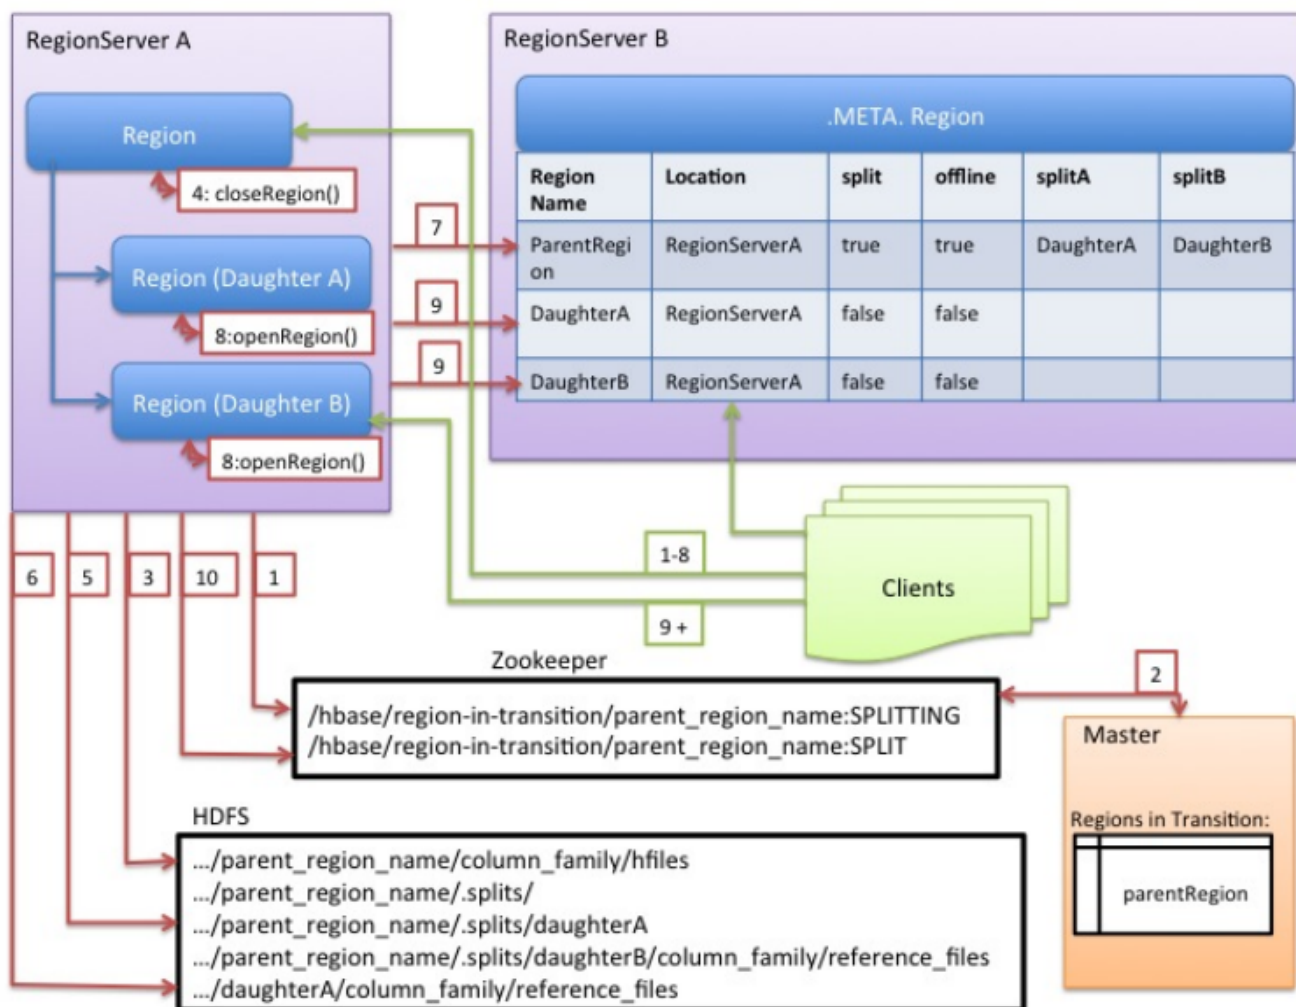 RegionServer A
Region
4: closeRegion()
Region (Daughter A)
8:openRegion()
Region (Daughter B)
8:openRegion()
7
9
9
RegionServer B
.META. Region
Region Name Location split offline splitA splitB
ParentRegi
on RegionServerA true true DaughterA DaughterB
DaughterA RegionServerA false false
DaughterB RegionServerA false false
6 5 3 10 1
1-8
9 +
Clients
Zookeeper
/hbase/region-in-transition/parent_region_name:SPLITTING
/hbase/region-in-transition/parent_region_name:SPLIT
2
Master
Regions in Transition:
parentRegion
HDFS
.../parent_region_name/column_family/hfiles
.../parent_region_name/.splits/
.../parent_region_name/.splits/daughterA
.../parent_region_name/.splits/daughterB/column_family/reference_files
.../daughterA/column_family/reference_files